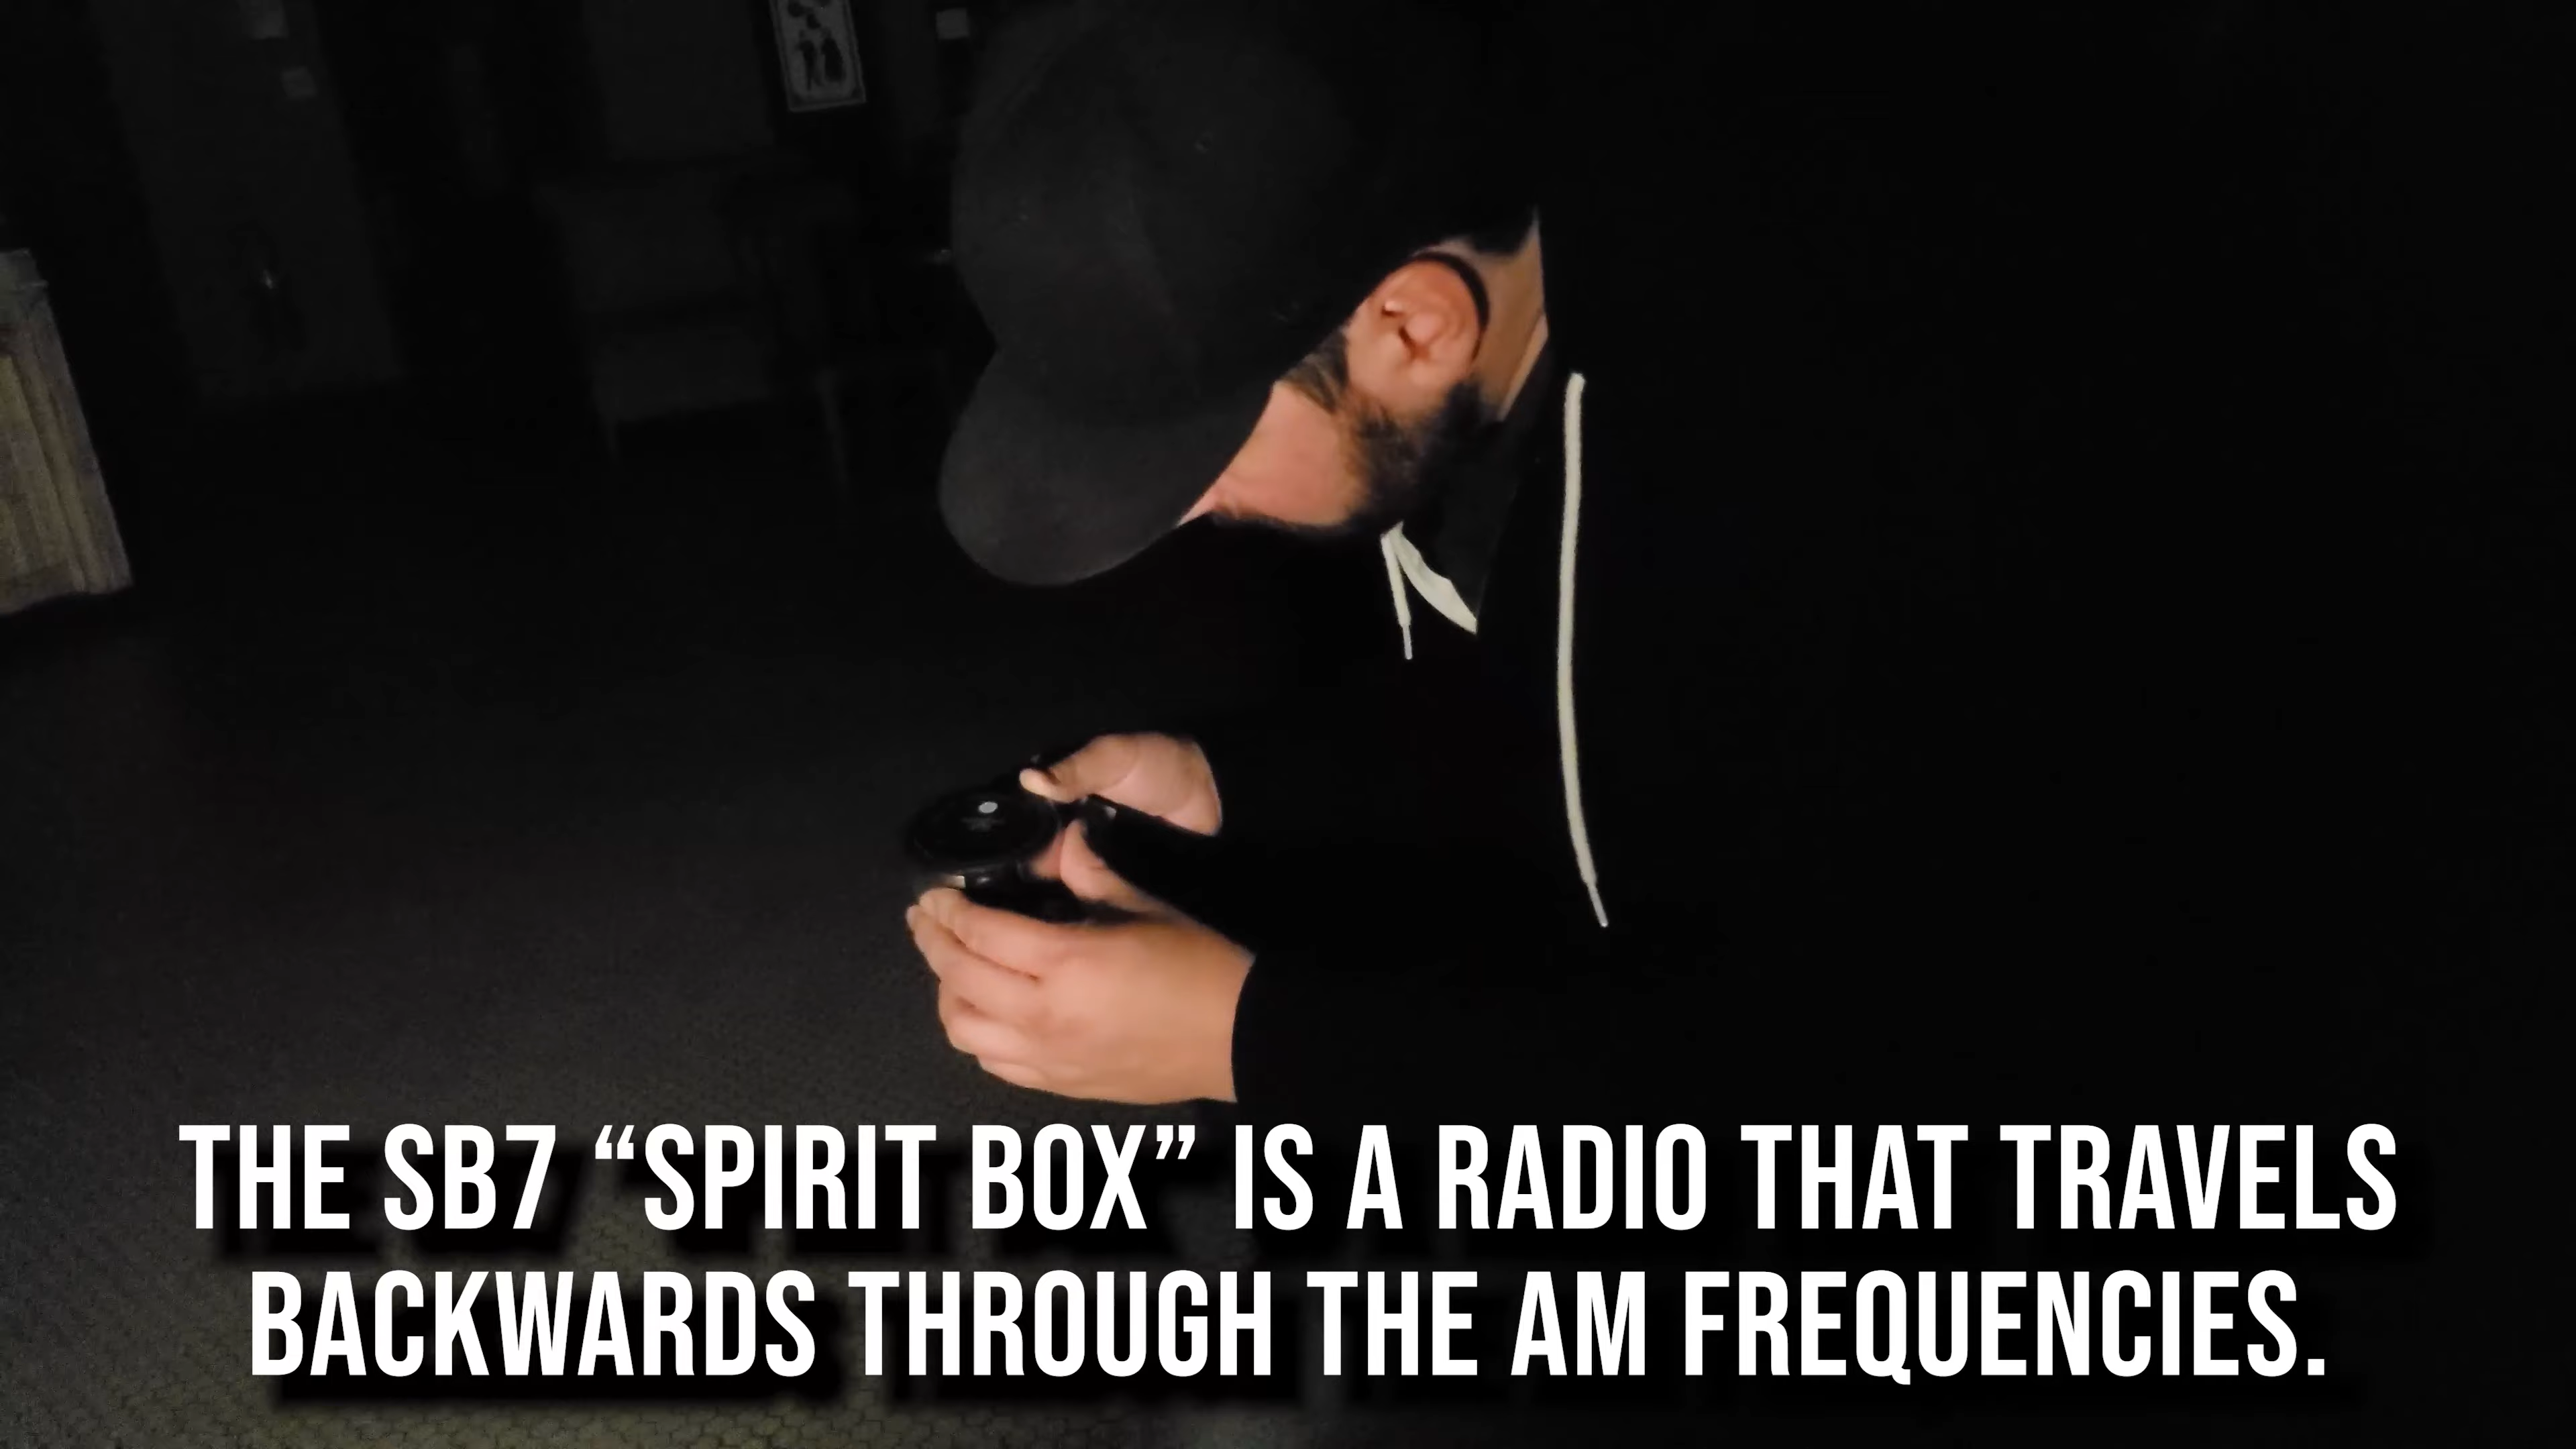 THE SB7 “SPIRIT BOX” IS A RADIO THAT TRAVELS
BACKWARDS THROUGH THE AM FREQUENCIES.